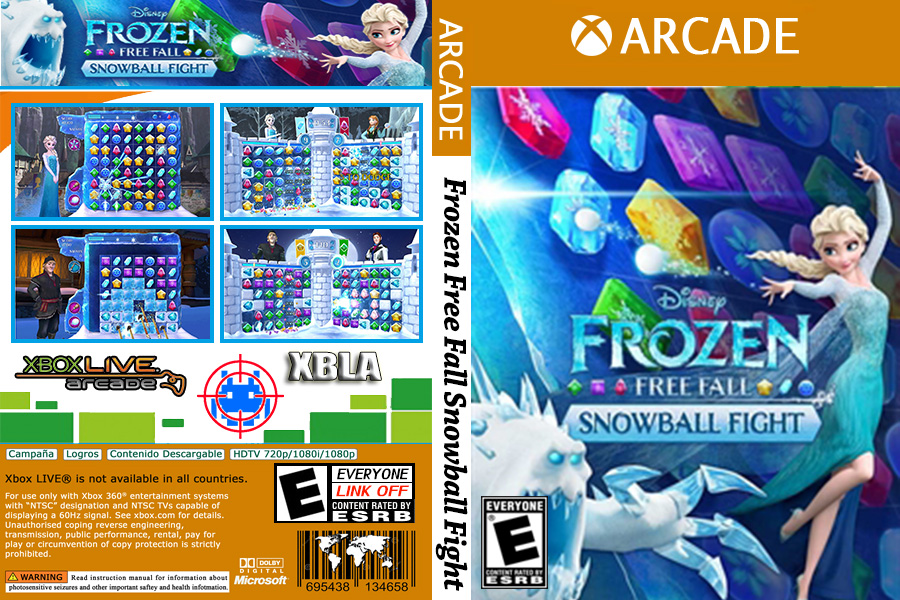 Disney
FROZEN
FREE FALL
SNOWBALL FIGHT
XBOX LIVE
arcade
XBLA
Campaña
Logros
Contenido Descargable
HDTV 720p/1080i/1080p
Xbox LIVE® is not available in all countries.
For use only with Xbox 360® entertainment systems
with “NTSC” designation and NTSC TVs capable of
displaying a 60Hz signal. See xbox.com for details.
Unauthorised coping reverse engineering,
transmission, public performance, rental, pay for
play or circumvention of copy protection is strictly
prohibited.
WARNING Read instruction manual for information about
photosensitive seizures and other important saftey and health infotmation.
E
EVERYONE
LINK OFF
CONTENT RATED BY
ESRB
DOLBY
DIGITAL
Microsoft
695438 134658
ARCADE
Frozen Free Fall Snowball Fight
ARCADE
Disney
FROZEN
FREE FALL
SNOWBALL FIGHT
EVERYONE
E
CONTENT RATED BY
ESRB